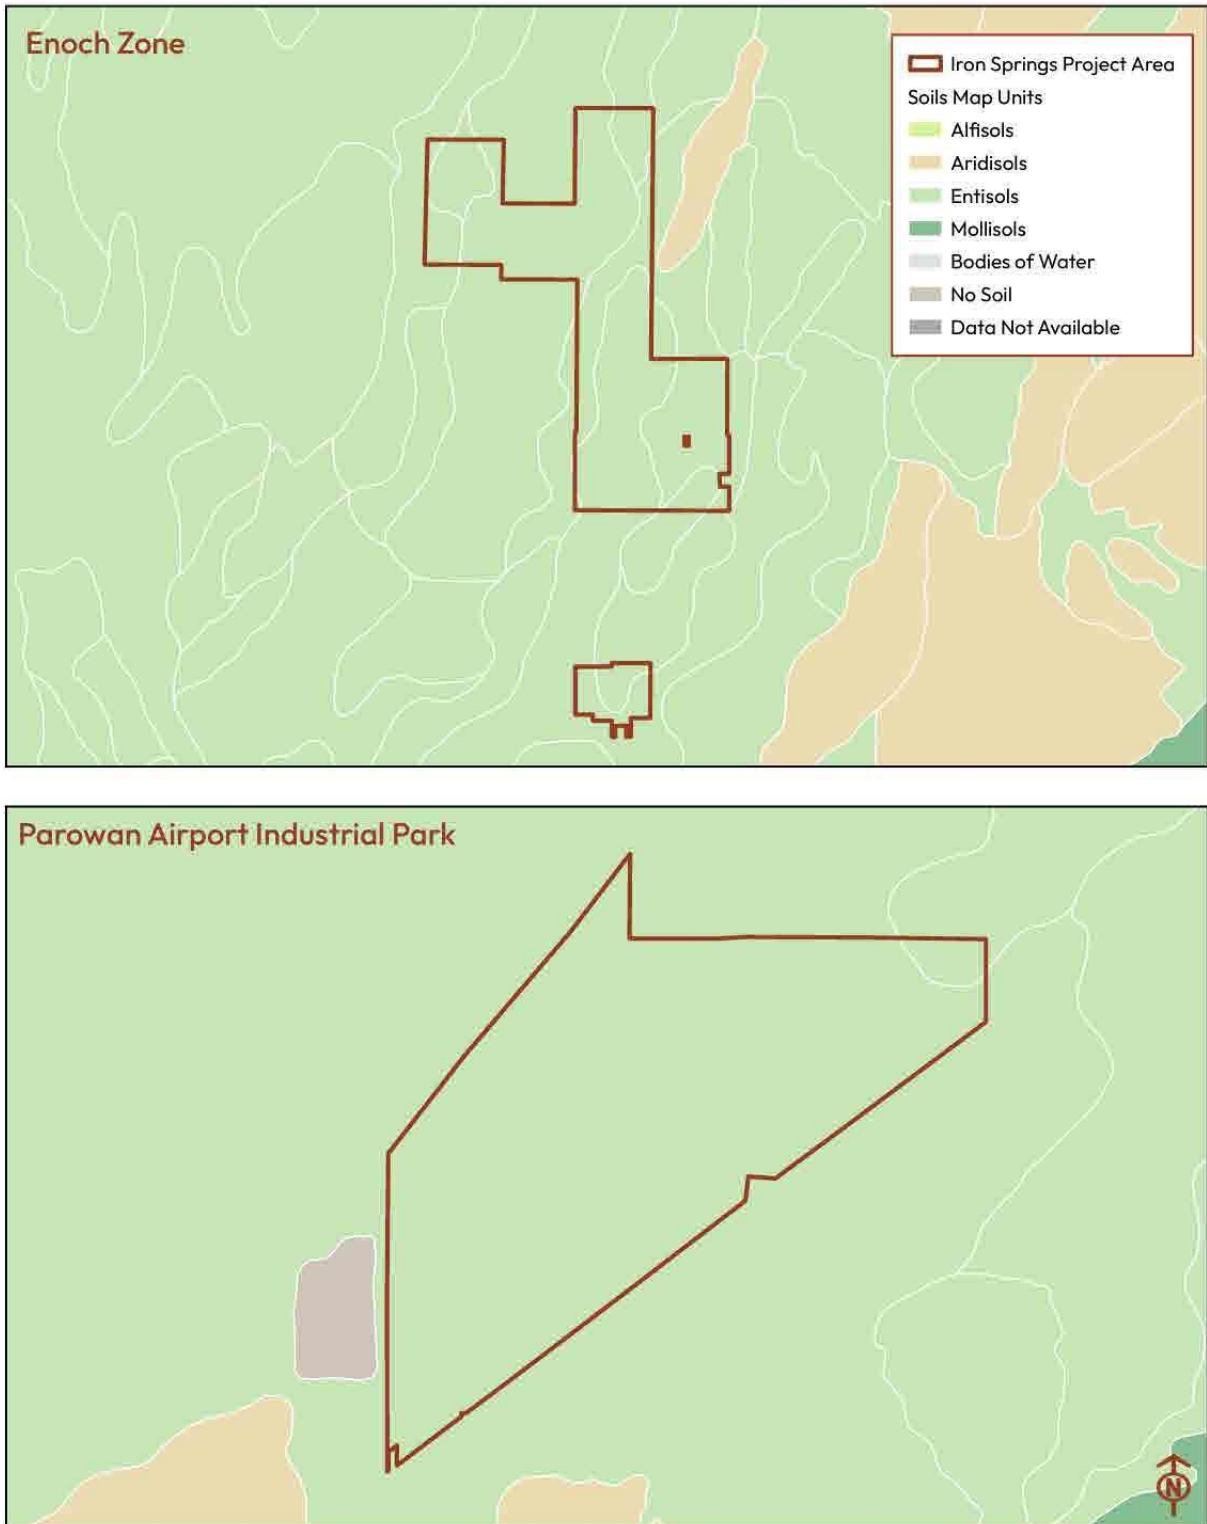 Enoch Zone
Iron Springs Project Area
Soils Map Units
Alfisols
Aridisols
Entisols
Mollisols
Bodies of Water
No Soil
Data Not Available
Parowan Airport Industrial Park
N